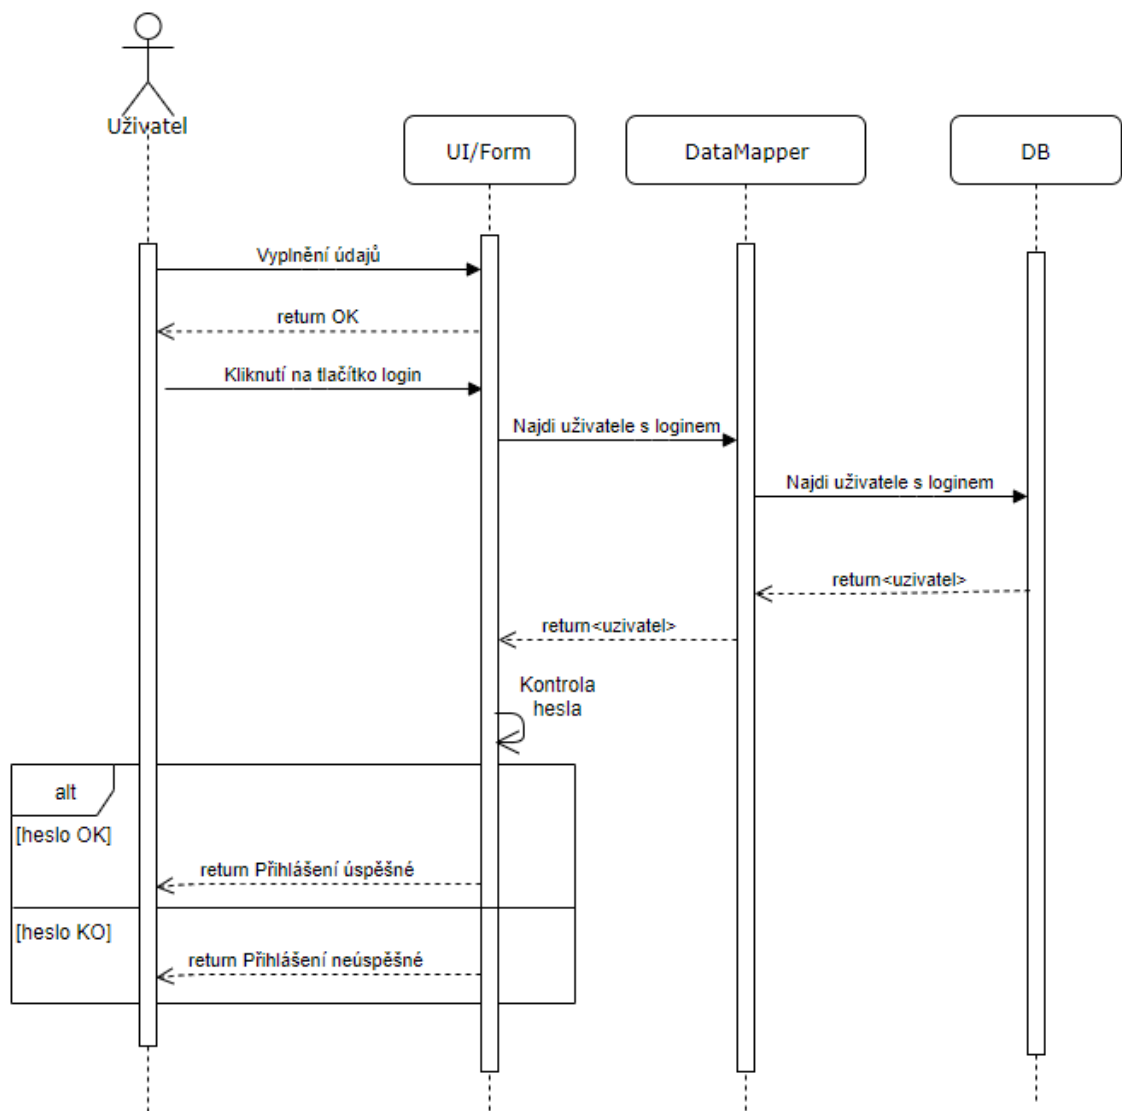 Uživatel
UI/Form
DataMapper
DB
Vyplnění údajů
return OK
Kliknutí na tlačítko login
Najdi uživatele s loginem
Najdi uživatele s loginem
return<uzivatel>
return<uzivatel>
Kontrola
hesla
alt
[heslo OK]
return Přihlášení úspěšné
[heslo KO]
return Přihlášení neúspěšné